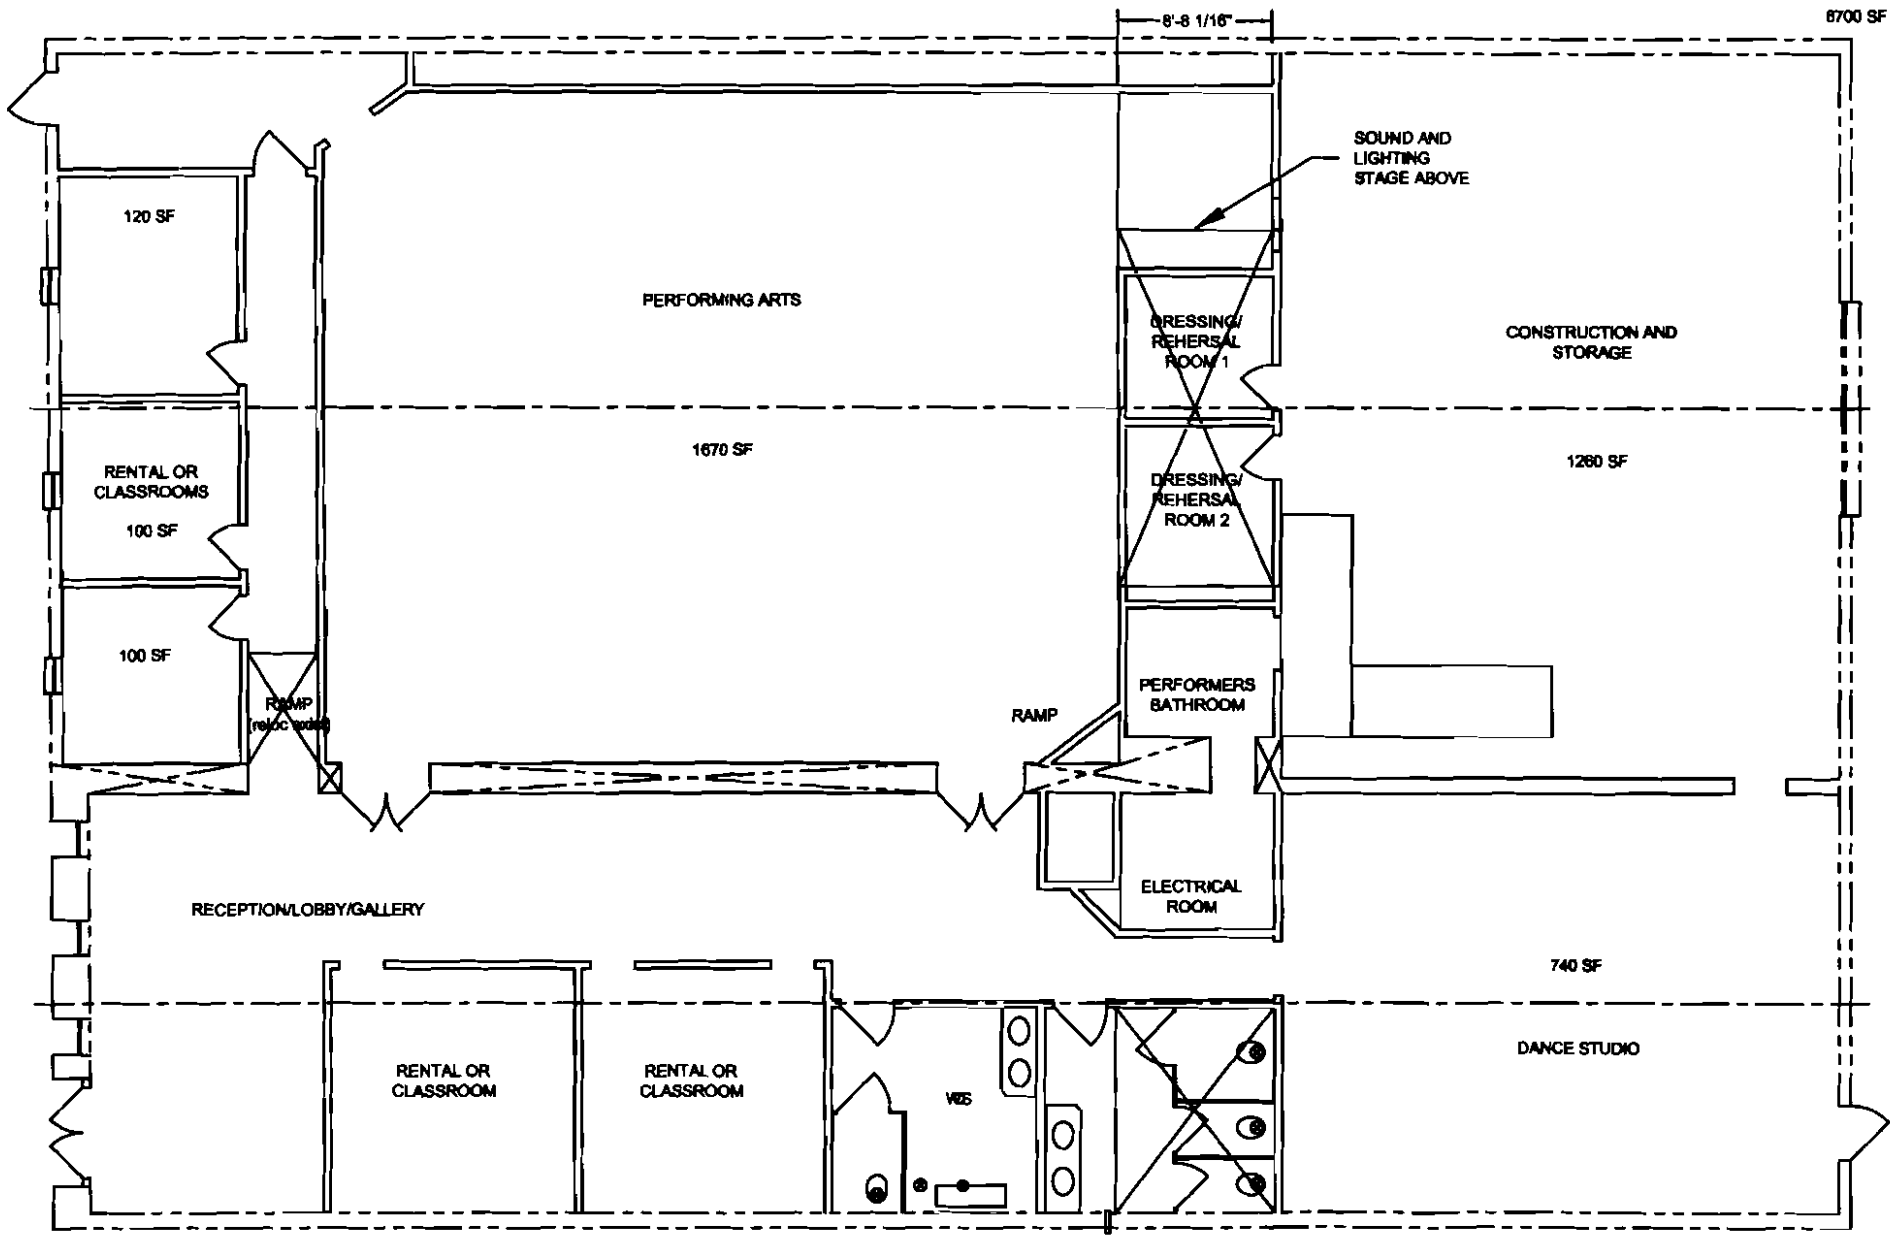 8'-8 1/16"
6700 SF
SOUND AND
LIGHTING
STAGE ABOVE
120 SF
PERFORMING ARTS
DRESSING/
REHERSAL
ROOM 1
CONSTRUCTION AND
STORAGE
1670 SF
1260 SF
RENTAL OR
CLASSROOMS
100 SF
DRESSING/
REHERSAL
ROOM 2
100 SF
RAMP
PERFORMERS
BATHROOM
RAMP
ELECTRICAL
ROOM
RECEPTION/LOBBY/GALLERY
740 SF
DANCE STUDIO
RENTAL OR
CLASSROOM
RENTAL OR
CLASSROOM